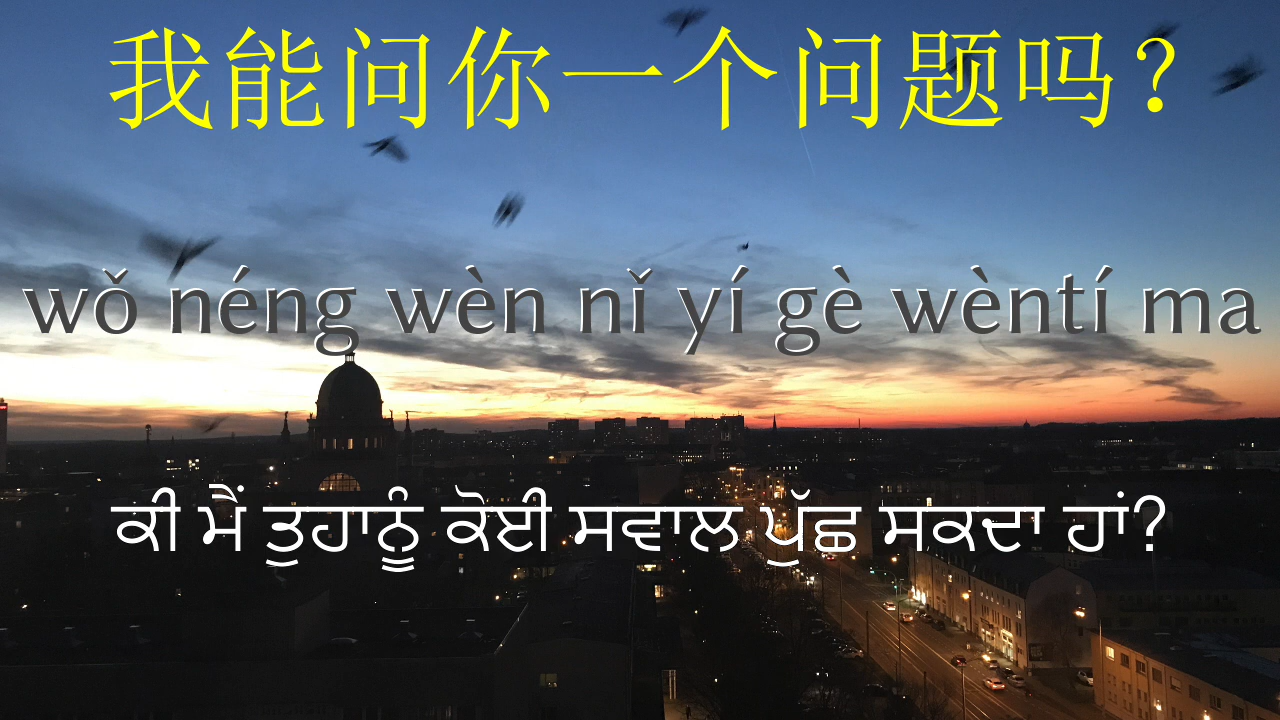 我能问你一个问题吗？
wǒ néng wèn nǐ yí gè wèntí ma
ਕੀ ਮੈਂ ਤੁਹਾਨੂੰ ਕੋਈ ਸਵਾਲ ਪੁੱਛ ਸਕਦਾ ਹਾਂ?